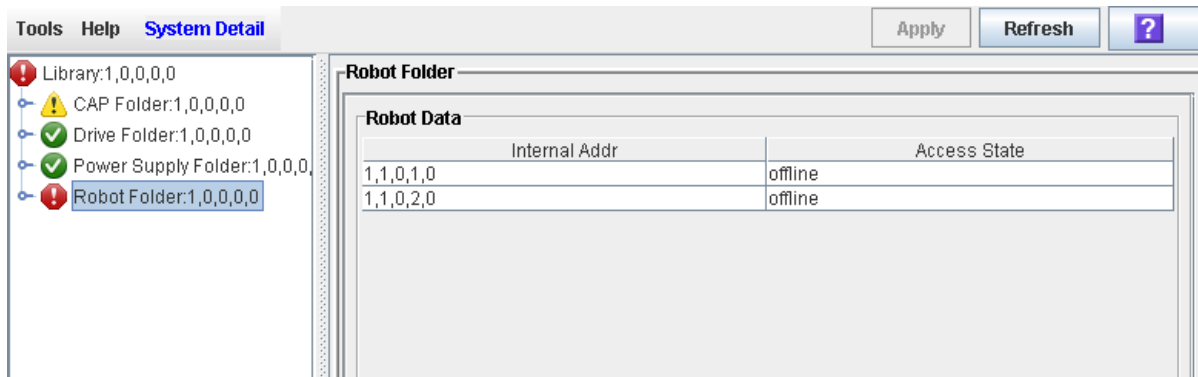 Tools Help System Detail Apply Refresh ?
Library:1,0,0,0,0
CAP Folder:1,0,0,0,0
Drive Folder:1,0,0,0,0
Power Supply Folder:1,0,0,0,
Robot Folder:1,0,0,0,0
Robot Folder
Robot Data
Internal Addr Access State
1,1,0,1,0 offline
1,1,0,2,0 offline